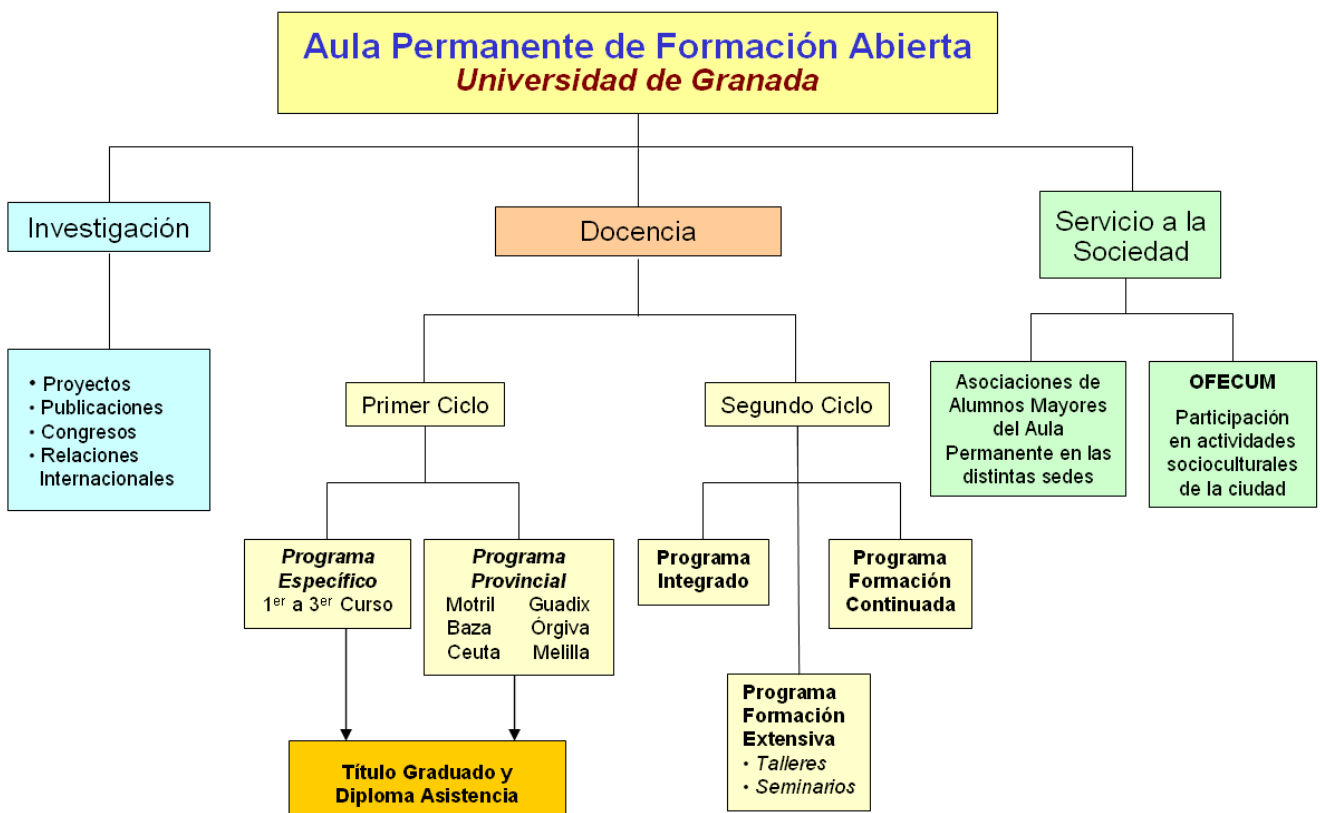 Aula Permanente de Formación Abierta
Universidad de Granada
Investigación
Docencia
Servicio a la
Sociedad
• Proyectos
• Publicaciones
• Congresos
• Relaciones
Internacionales
Primer Ciclo
Segundo Ciclo
Asociaciones de
Alumnos Mayores
del Aula
Permanente en las
distintas sedes
OFECUM
Participación
en actividades
socioculturales
de la ciudad
Programa
Específico
1er a 3er Curso
Programa
Provincial
Motril Guadix
Baza Órgiva
Ceuta Melilla
Programa
Integrado
Programa
Formación
Continuada
Programa
Formación
Extensiva
• Talleres
• Seminarios
Título Graduado y
Diploma Asistencia